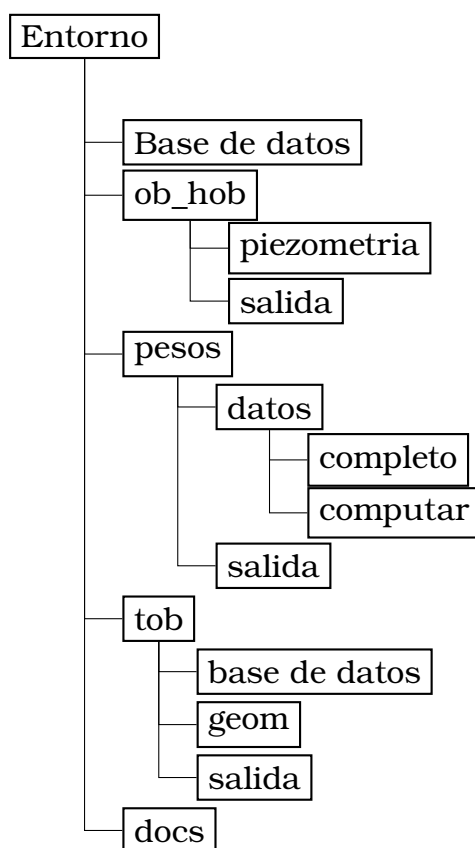 Entorno
Base de datos
ob_hob
piezometria
salida
pesos
datos
completo
computar
salida
tob
base de datos
geom
salida
docs